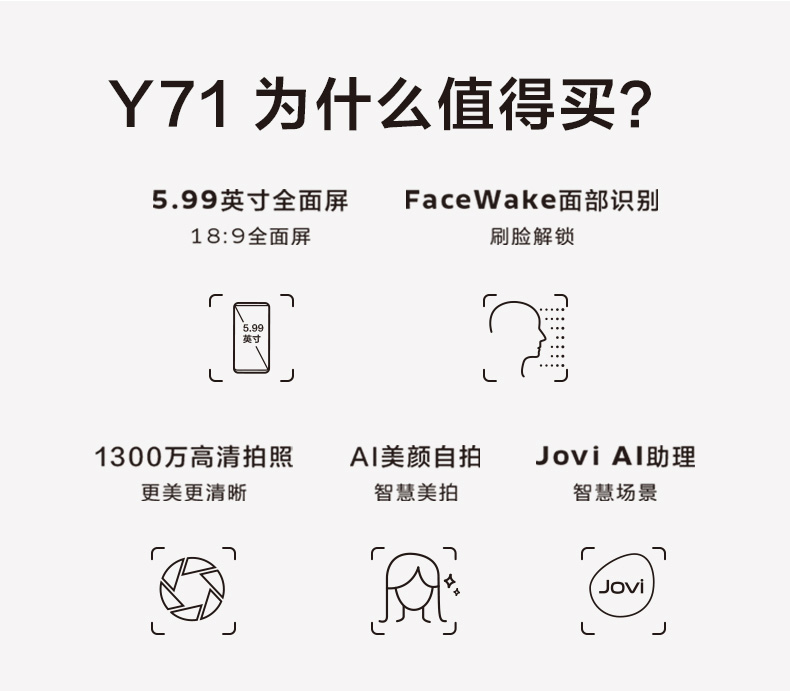 Y71 为什么值得买?
5.99英寸全面屏
FaceWake面部识别
18:9全面屏
刷脸解锁
5.99
英寸
1300万高清拍照
AI美颜自拍
Jovi AI助理
更美更清晰
智慧美拍
智慧场景
Jovi